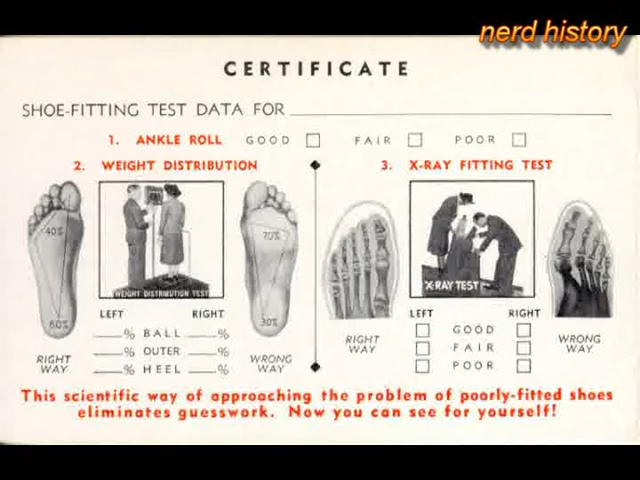 nerd history
CERTIFICATE
SHOE-FITTING TEST DATA FOR
1. ANKLE ROLL GOOD FAIR POOR
2. WEIGHT DISTRIBUTION
40%
60%
RIGHT WAY
WEIGHT DISTRIBUTION TEST
70%
30%
WRONG WAY
LEFT RIGHT
% BALL %
% OUTER %
% HEEL %
3. X-RAY FITTING TEST
RIGHT WAY
X-RAY TEST
WRONG WAY
LEFT RIGHT
GOOD
FAIR
POOR
This scientific way of approaching the problem of poorly-fitted shoes
eliminates guesswork. Now you can see for yourself!